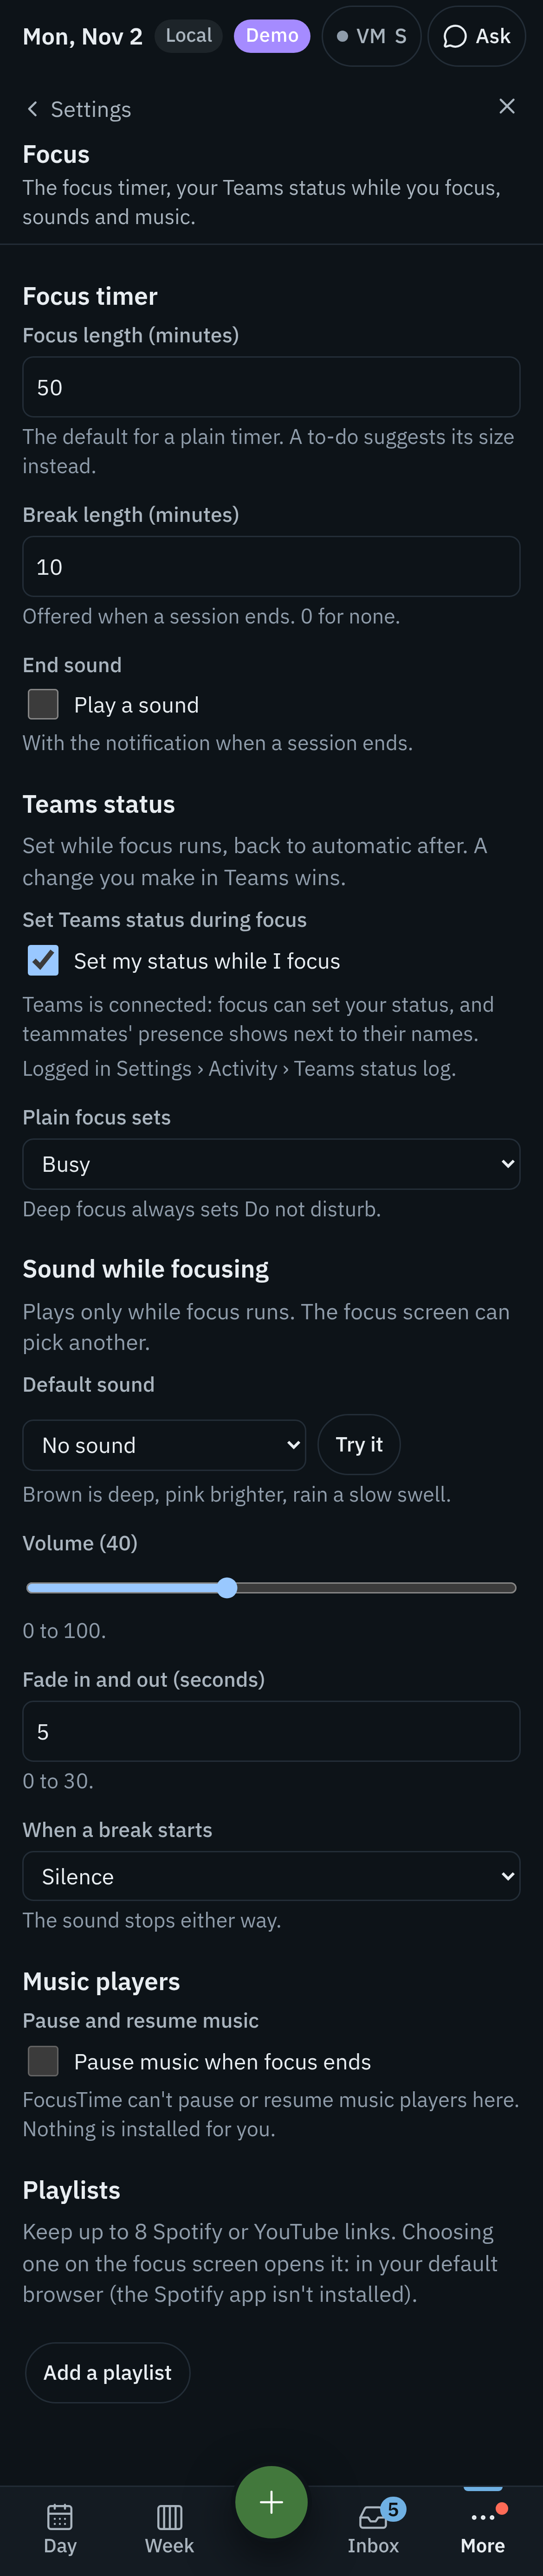 Mon, Nov 2 Local Demo VM S Ask
Settings
Focus
The focus timer, your Teams status while you focus,
sounds and music.
Focus timer
Focus length (minutes)
50
The default for a plain timer. A to-do suggests its size
instead.
Break length (minutes)
10
Offered when a session ends. 0 for none.
End sound
Play a sound
With the notification when a session ends.
Teams status
Set while focus runs, back to automatic after. A
change you make in Teams wins.
Set Teams status during focus
Set my status while I focus
Teams is connected: focus can set your status, and
teammates' presence shows next to their names.
Logged in Settings › Activity › Teams status log.
Plain focus sets
Busy
Deep focus always sets Do not disturb.
Sound while focusing
Plays only while focus runs. The focus screen can
pick another.
Default sound
No sound Try it
Brown is deep, pink brighter, rain a slow swell.
Volume (40)
0 to 100.
Fade in and out (seconds)
5
0 to 30.
When a break starts
Silence
The sound stops either way.
Music players
Pause and resume music
Pause music when focus ends
FocusTime can't pause or resume music players here.
Nothing is installed for you.
Playlists
Keep up to 8 Spotify or YouTube links. Choosing
one on the focus screen opens it: in your default
browser (the Spotify app isn't installed).
Add a playlist
5
Day Week Inbox More